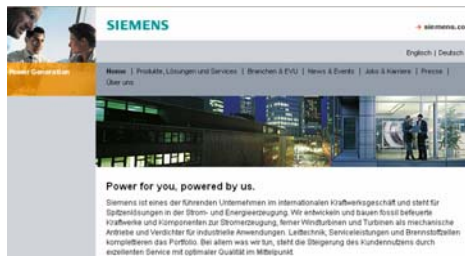 SIEMENS
siemens.co
Englisch | Deutsch
Power Generation
Home | Produkte, Lösungen und Services | Branchen & EVU | News & Events | Jobs & Karriere | Presse |
Über uns
Power for you, powered by us.
Siemens ist eines der führenden Unternehmen im internationalen Kraftwerksgeschäft und steht für
Spitzenlösungen in der Strom- und Energieerzeugung. Wir entwickeln und bauen fossil befeuerte
Kraftwerke und Komponenten zur Stromerzeugung, ferner Windturbinen und Turbinen als mechanische
Antriebe und Verdichter für industrielle Anwendungen. Leittechnik, Serviceleistungen und Brennstoffzellen
komplettieren das Portfolio. Bei allem was wir tun, steht die Steigerung des Kundennutzens durch
exzellenten Service mit optimaler Qualität im Mittelpunkt.